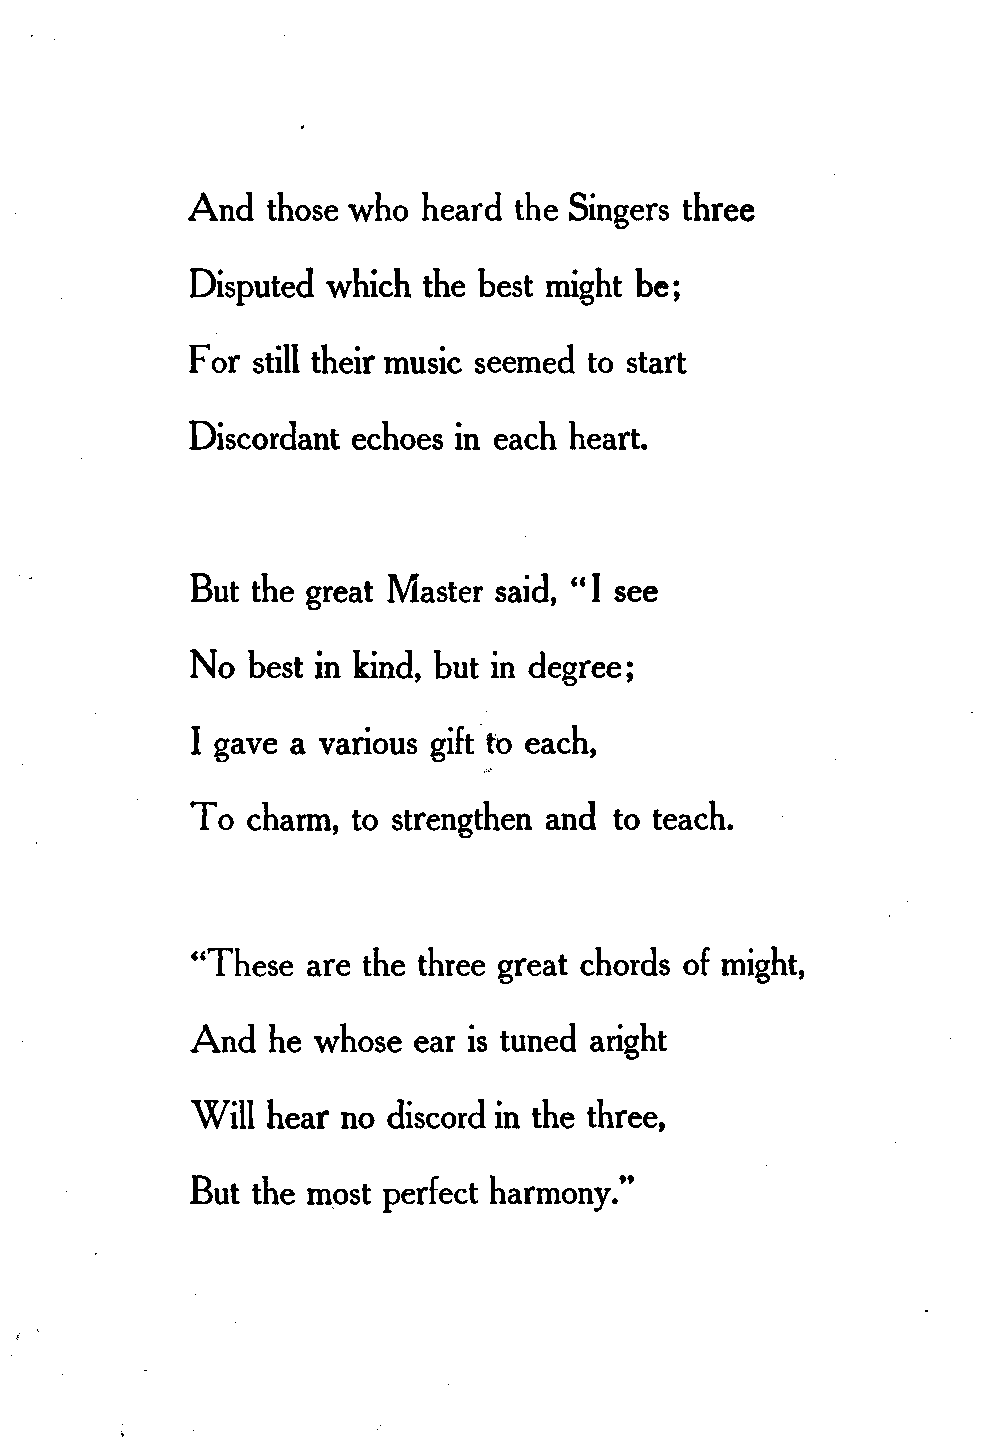 And those who heard the Singers three
Disputed which the best might be;
For still their music seemed to start
Discordant echoes in each heart.
But the great Master said, “I see
No best in kind, but in degree;
I gave a various gift to each,
To charm, to strengthen and to teach.
“These are the three great chords of might,
And he whose ear is tuned aright
Will hear no discord in the three,
But the most perfect harmony.”